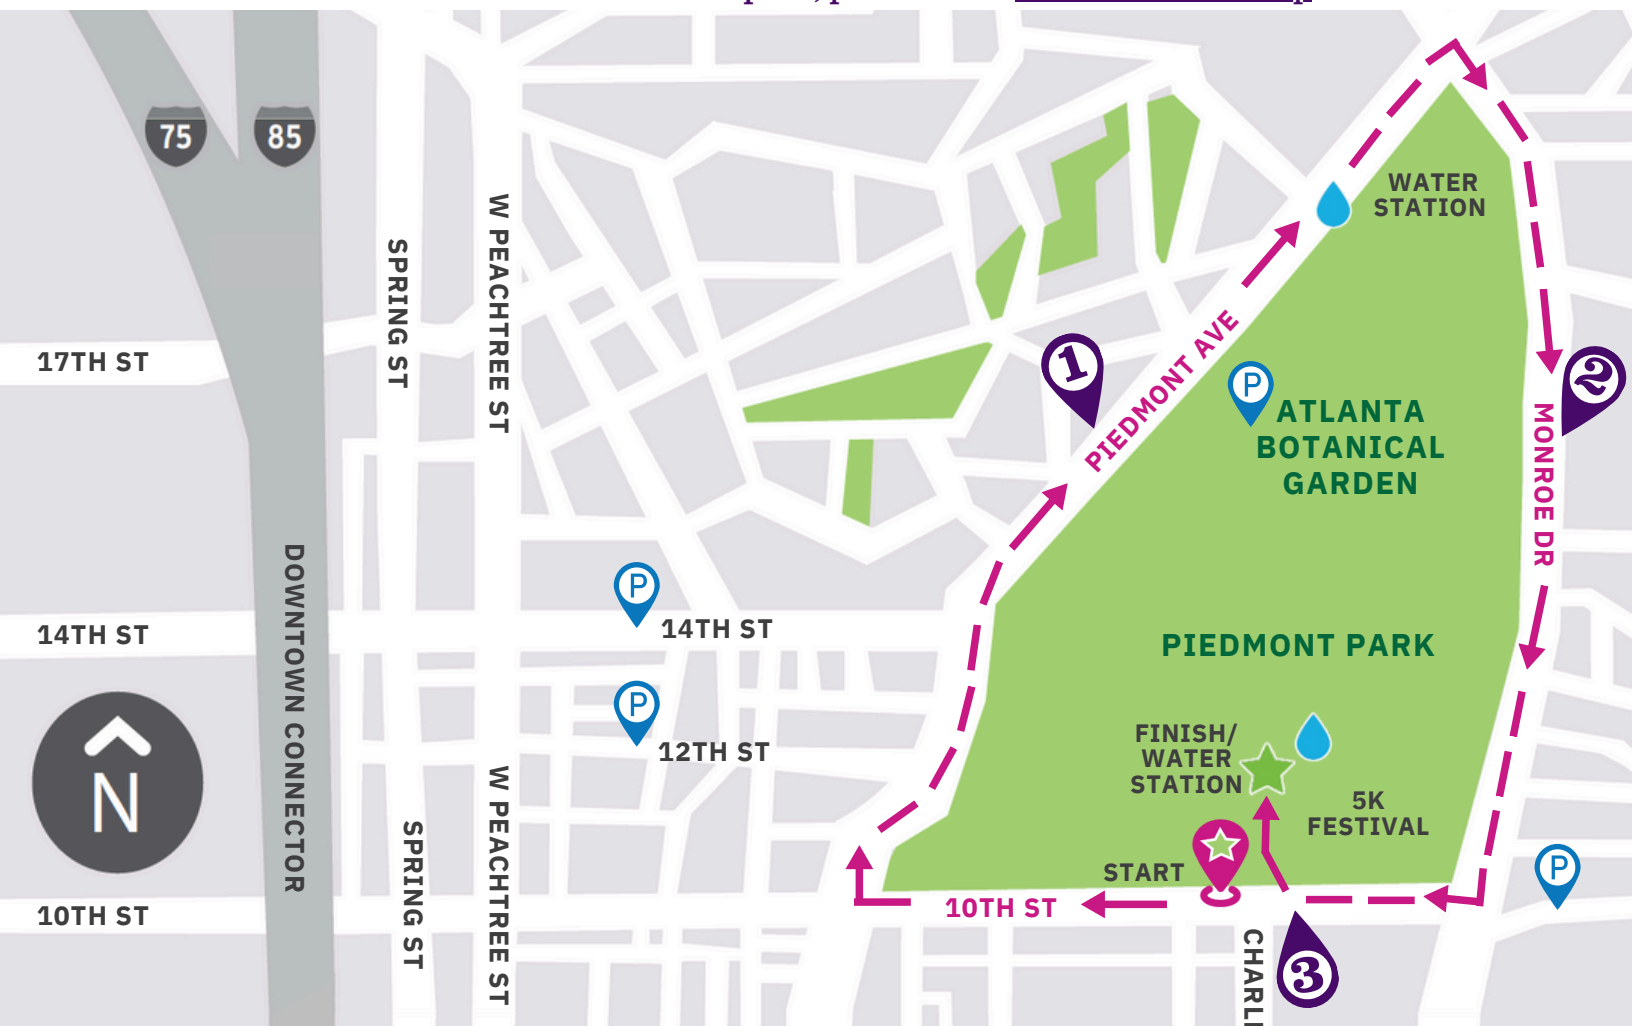 75
85
WATER
STATION
W PEACHTREE ST
SPRING ST
17TH ST
1
PIEDMONT AVE
P
2
ATLANTA
BOTANICAL
GARDEN
MONROE DR
DOWNTOWN CONNECTOR
P
14TH ST
14TH ST
PIEDMONT PARK
P
12TH ST
N
FINISH/
WATER
STATION
5K
FESTIVAL
W PEACHTREE ST
SPRING ST
START
P
10TH ST
10TH ST
CHARL
3